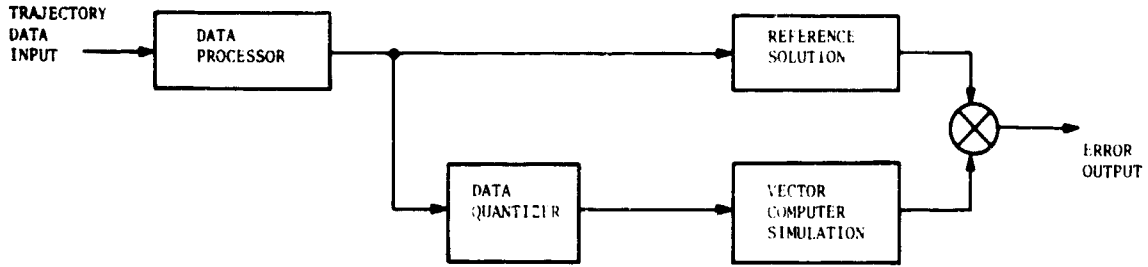 TRAJECTORY
DATA
INPUT
DATA
PROCESSOR
REFERENCE
SOLUTION
DATA
QUANTIZER
VECTOR
COMPUTER
SIMULATION
ERROR
OUTPUT